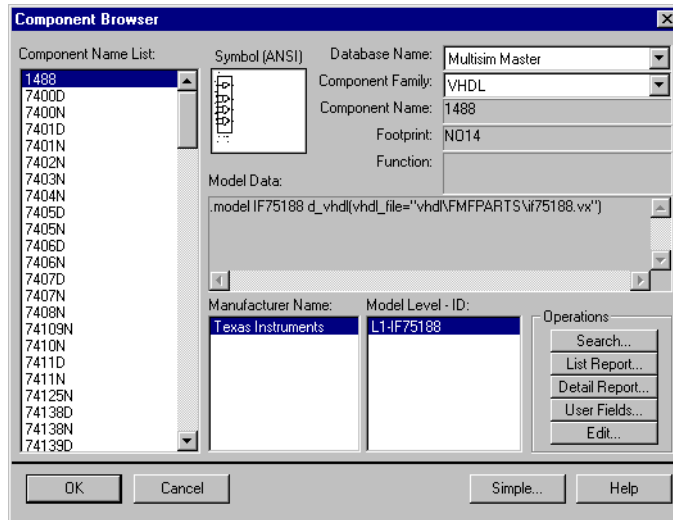 Component Browser
Component Name List:
1488
7400D
7400N
7401D
7401N
7402N
7403N
7404N
7405D
7405N
7406D
7406N
7407D
7407N
7408N
74109N
7410N
7411D
7411N
74125N
74138D
74138N
74139D
Symbol (ANSI)
Database Name: Multisim Master
Component Family: VHDL
Component Name: 1488
Footprint: NO14
Function:
Model Data:
.model IF75188 d_vhdl(vhdl_file="vhdl\FMFPARTS\if75188.vx")
Manufacturer Name:
Texas Instruments
Model Level - ID:
L1-IF75188
Operations
Search...
List Report...
Detail Report...
User Fields...
Edit...
OK
Cancel
Simple...
Help